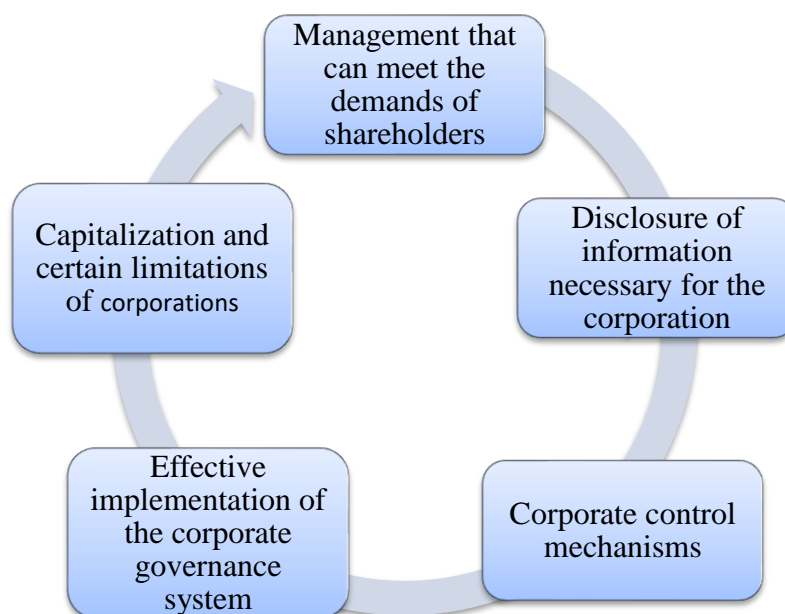 Management that
can meet the
demands of
shareholders
Disclosure of
information
necessary for the
corporation
Corporate control
mechanisms
Effective
implementation of
the corporate
governance
system
Capitalization and
certain limitations
of corporations